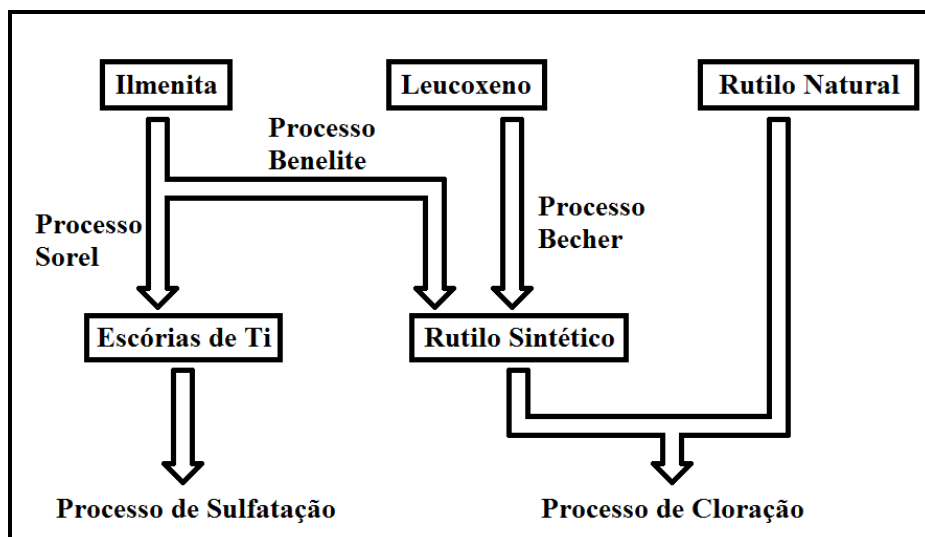 Ilmenita
Leucoxeno
Rutilo Natural
Processo
Benelite
Processo
Sorel
Processo
Becher
Escórias de Ti
Rutilo Sintético
Processo de Sulfatação
Processo de Cloração